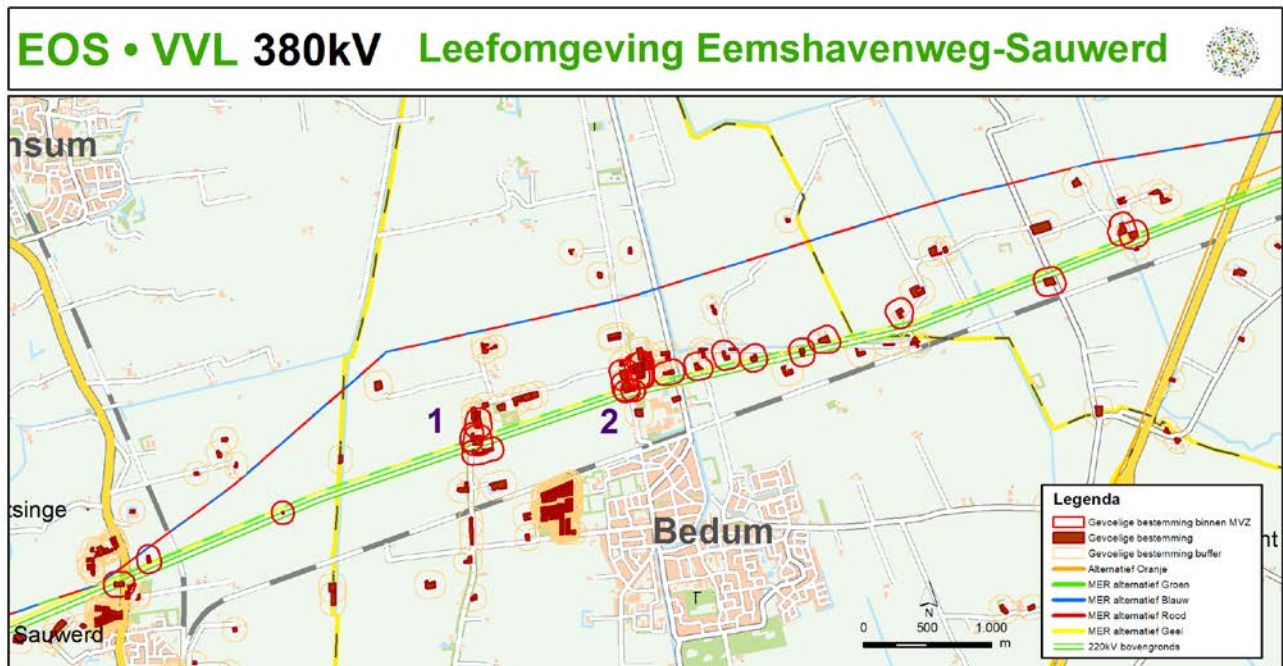 EOS • VVL 380kV Leefomgeving Eemshavenweg-Sauwerd
nsum
1
2
tsinge
Bedum
Sauwerd
T
ht
Legenda
Gevoelige bestemming binnen MVZ
Gevoelige bestemming
Gevoelige bestemming buffer
Alternatief Oranje
MER alternatief Groen
MER alternatief Blauw
MER alternatief Rood
MER alternatief Geel
220kV bovengronds
N
0 500 1.000
m